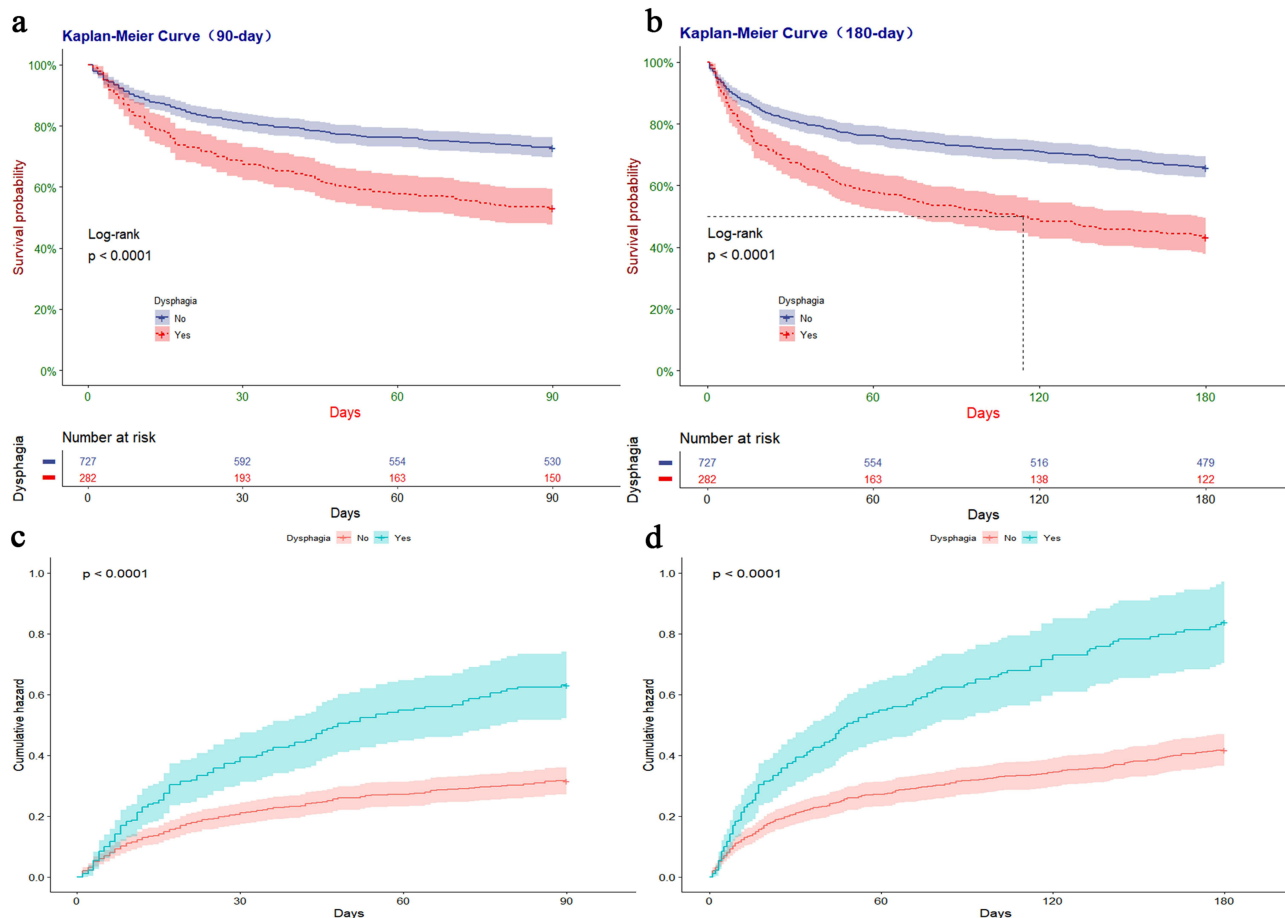 a
Kaplan-Meier Curve（90-day）
100%
80%
60%
40%
20%
0%
Survival probability
Log-rank
p < 0.0001
Dysphagia
No
Yes
0 30 60 90
Days
Number at risk
Dysphagia
727 592 554 530
282 193 163 150
0 30 60 90
Days
b
Kaplan-Meier Curve（180-day）
100%
80%
60%
40%
20%
0%
Survival probability
Log-rank
p < 0.0001
Dysphagia
No
Yes
0 60 120 180
Days
Number at risk
Dysphagia
727 554 516 479
282 163 138 122
0 60 120 180
Days
c
Dysphagia No Yes
p < 0.0001
1.0
0.8
0.6
0.4
0.2
0.0
Cumulative hazard
0 30 60 90
Days
d
Dysphagia No Yes
p < 0.0001
1.0
0.8
0.6
0.4
0.2
0.0
Cumulative hazard
0 60 120 180
Days